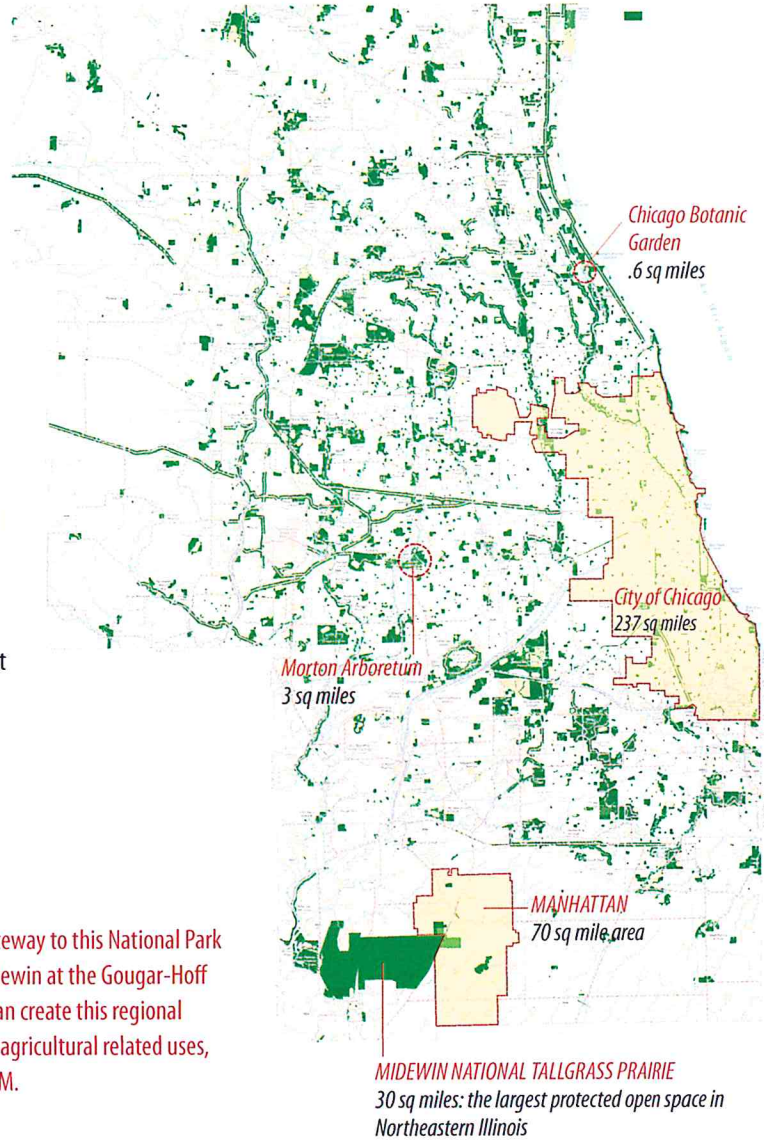 Chicago Botanic
Garden
.6 sq miles
City of Chicago
237 sq miles
t
Morton Arboretum
3 sq miles
MANHATTAN
70 sq mile area
teway to this National Park
ewin at the Gougar-Hoff
an create this regional
agricultural related uses,
M.
MIDEWIN NATIONAL TALLGRASS PRAIRIE
30 sq miles: the largest protected open space in
Northeastern Illinois